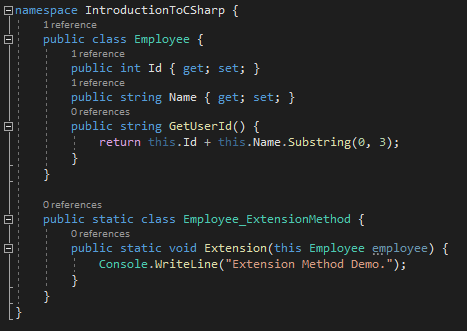 namespace IntroductionToCSharp {
1 reference
public class Employee {
1 reference
public int Id { get; set; }
1 reference
public string Name { get; set; }
0 references
public string GetUserId() {
return this.Id + this.Name.Substring(0, 3);
}
}
0 references
public static class Employee_ExtensionMethod {
0 references
public static void Extension(this Employee employee) {
Console.WriteLine("Extension Method Demo.");
}
}
}